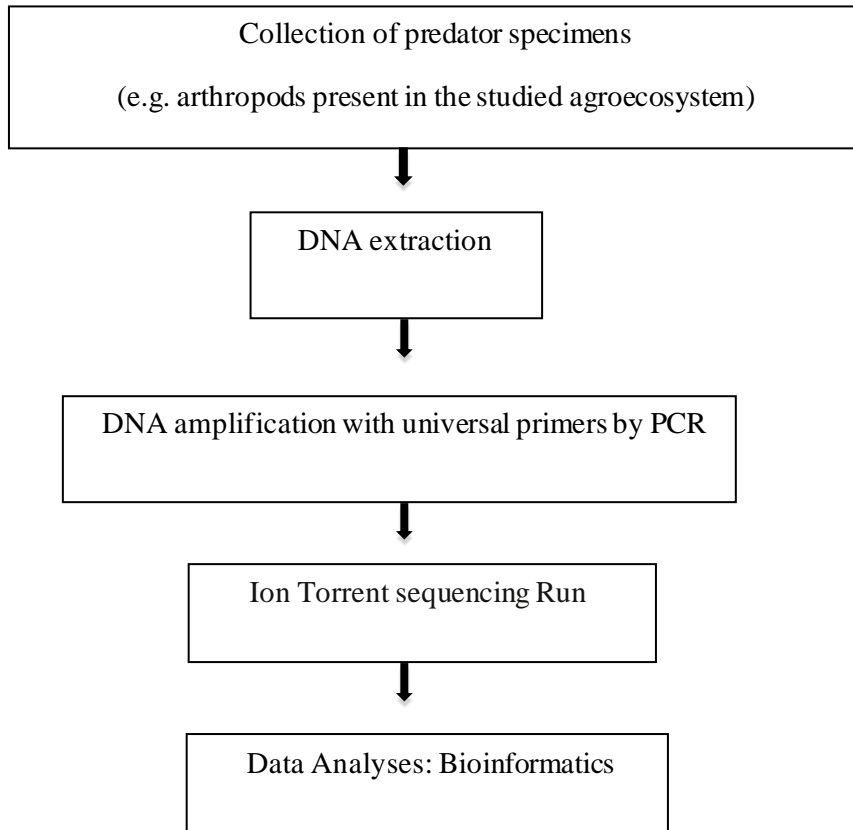 Collection of predator specimens
(e.g. arthropods present in the studied agroecosystem)
DNA extraction
DNA amplification with universal primers by PCR
Ion Torrent sequencing Run
Data Analyses: Bioinformatics